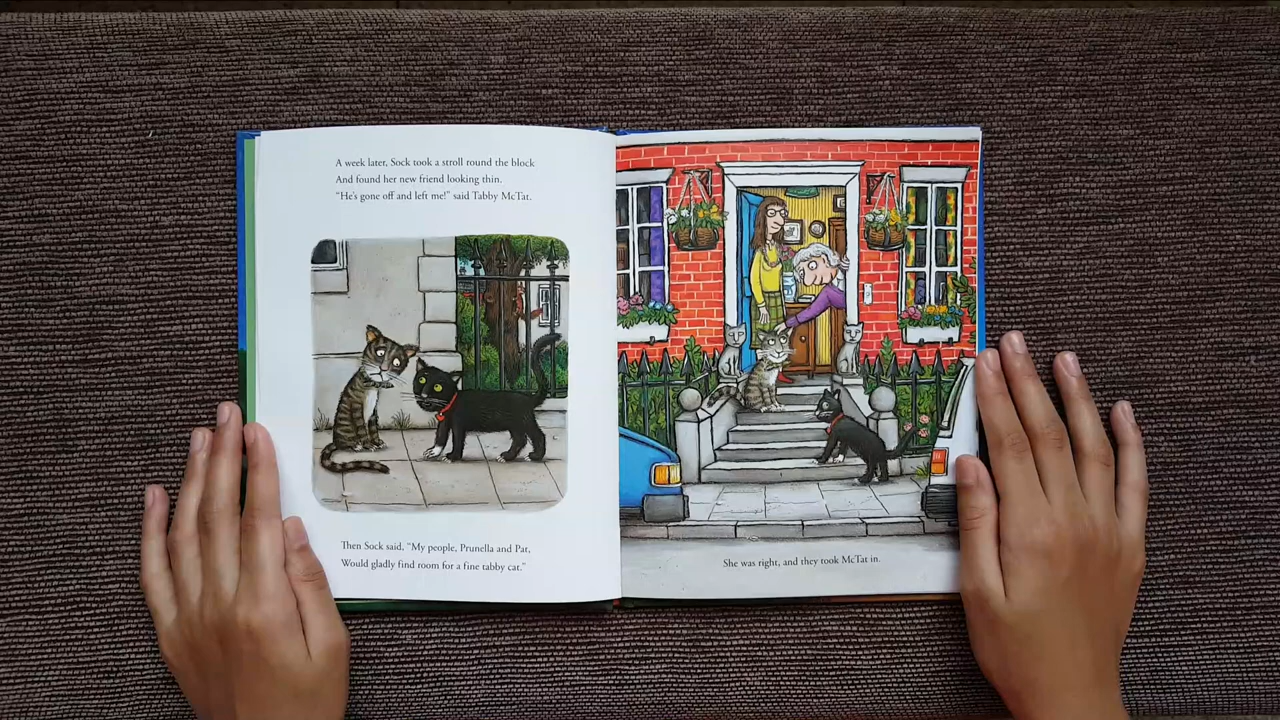 A week later, Sock took a stroll round the block
And found her new friend looking thin.
“He’s gone off and left me!” said Tabby McTat.
Then Sock said, “My people, Prunella and Pat,
Would gladly find room for a fine tabby cat.”
She was right, and they took McTat in.